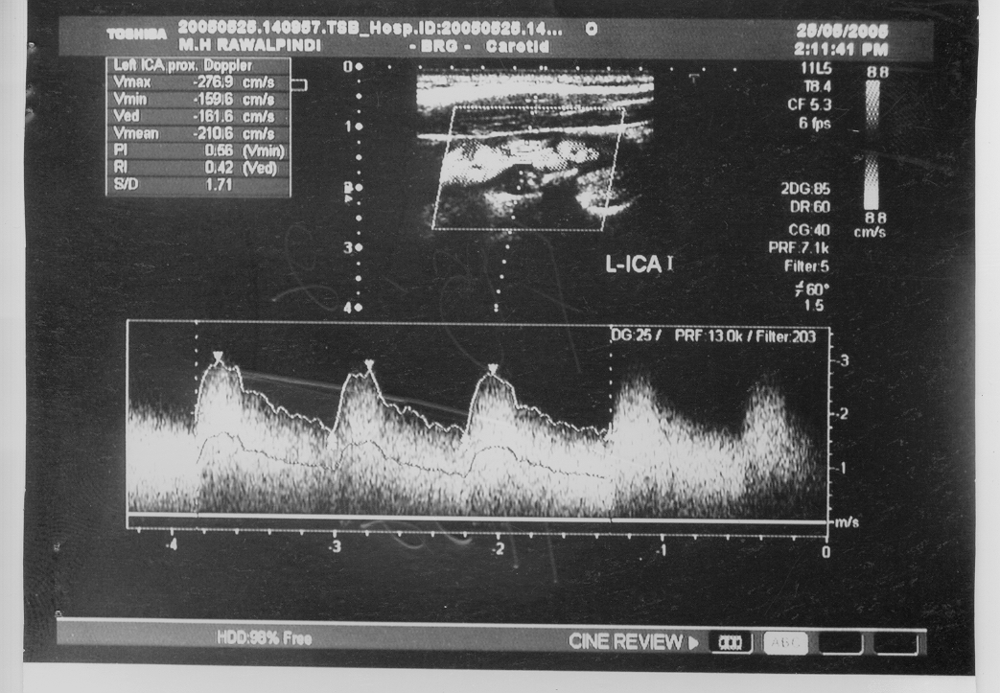 TOSHIBA 20050525.140957.TSB_Hosp.ID:20050525.14... 25/05/2005
M.H RAWALPINDI - BRG - Carotid 2:11:41 PM
Left ICA prox. Doppler
Vmax -276.9 cm/s
Vmin -159.6 cm/s
Ved -161.6 cm/s
Vmean -210.6 cm/s
PI 0.56 (Vmin)
RI 0.42 (Ved)
S/D 1.71
0
1
2
3
4
11L5
T8.4
CF 5.3
6 fps
8.8
8.8
cm/s
2DG:85
DR:60
CG:40
PRF:7.1k
Filter:5
60°
1.5
L-ICA
DG:25 / PRF:13.0k / Filter:203
-3
-2
-1
m/s
-4 -3 -2 -1 0
HDD:98% Free CINE REVIEW ABC